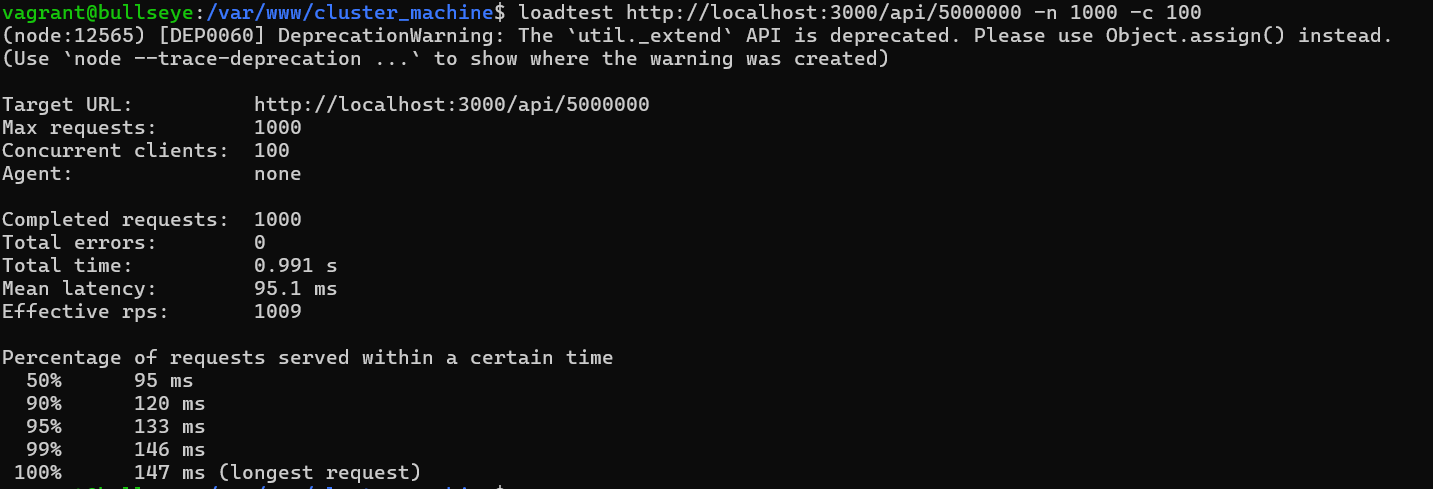 vagrant@bullseye:/var/www/cluster_machine$ loadtest http://localhost:3000/api/5000000 -n 1000 -c 100
(node:12565) [DEP0060] DeprecationWarning: The `util._extend` API is deprecated. Please use Object.assign() instead.
(Use `node --trace-deprecation ...` to show where the warning was created)
Target URL: http://localhost:3000/api/5000000
Max requests: 1000
Concurrent clients: 100
Agent: none
Completed requests: 1000
Total errors: 0
Total time: 0.991 s
Mean latency: 95.1 ms
Effective rps: 1009
Percentage of requests served within a certain time
50% 95 ms
90% 120 ms
95% 133 ms
99% 146 ms
100% 147 ms (longest request)